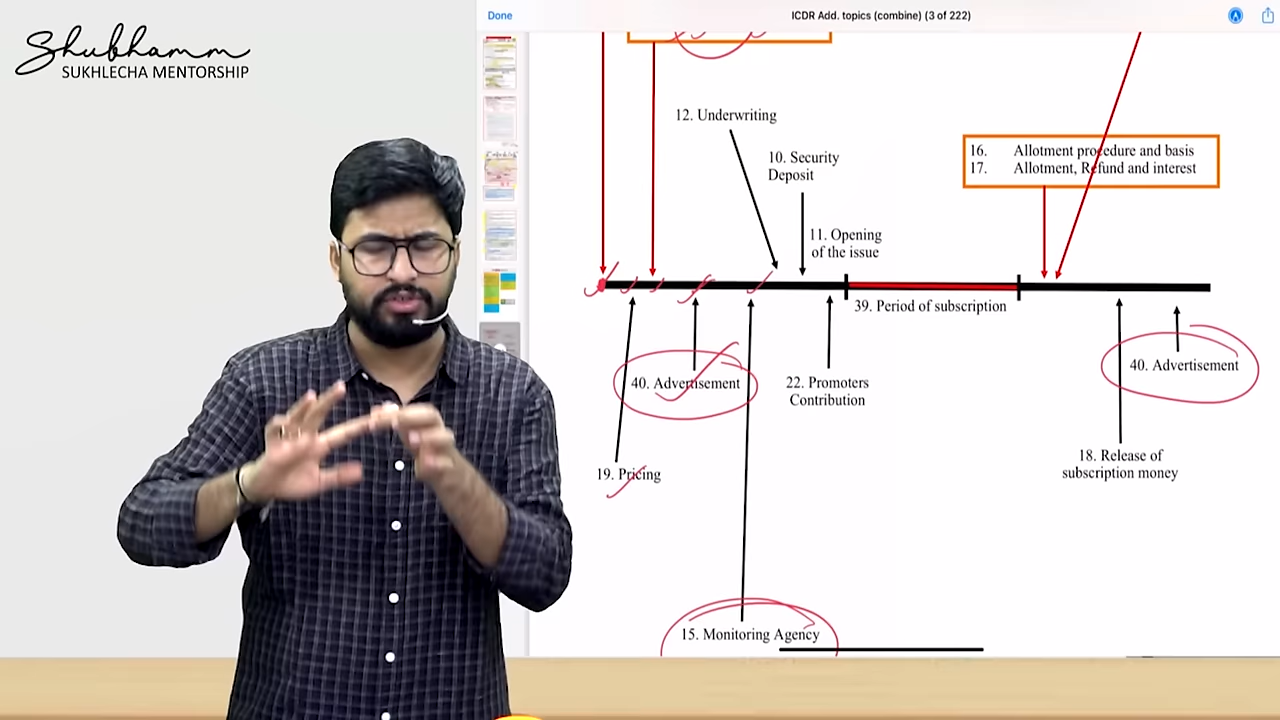 Shubhamm
SUKHLECHA MENTORSHIP
Done
ICDR Add. topics (combine) (3 of 222)
12. Underwriting
10. Security
Deposit
16. Allotment procedure and basis
17. Allotment, Refund and interest
11. Opening
of the issue
39. Period of subscription
40. Advertisement
22. Promoters
Contribution
40. Advertisement
19. Pricing
18. Release of
subscription money
15. Monitoring Agency